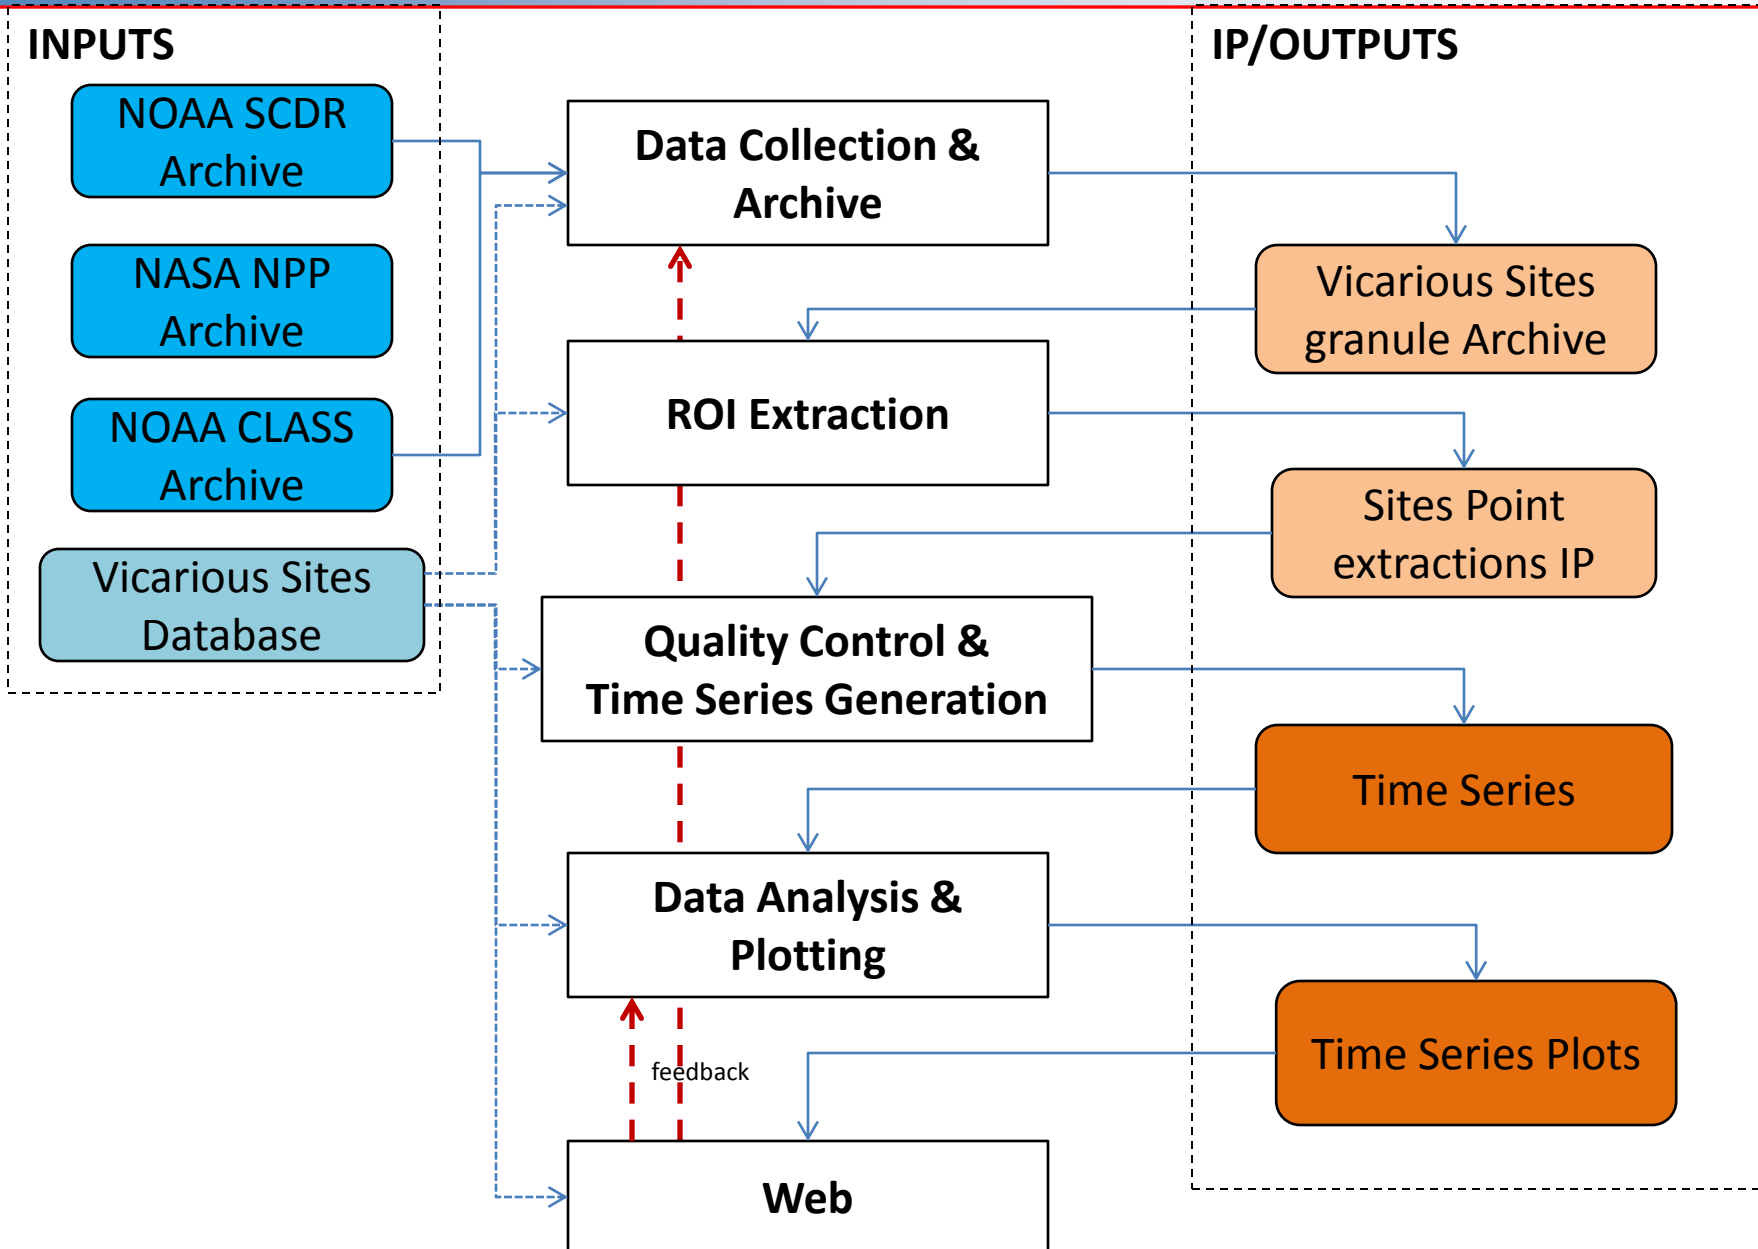 INPUTS
NOAA SCDR
Archive
NASA NPP
Archive
NOAA CLASS
Archive
Vicarious Sites
Database
Data Collection &
Archive
ROI Extraction
Quality Control &
Time Series Generation
Data Analysis &
Plotting
feedback
Web
IP/OUTPUTS
Vicarious Sites
granule Archive
Sites Point
extractions IP
Time Series
Time Series Plots